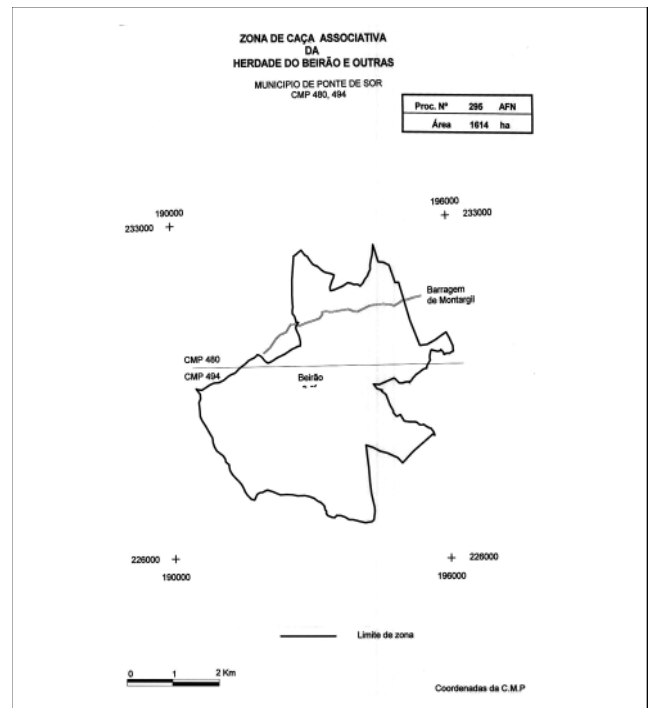 ZONA DE CAÇA ASSOCIATIVA
DA
HERDADE DO BEIRÃO E OUTRAS
MUNICIPIO DE PONTE DE SOR
CMP 480, 494
Proc. Nº 295 AFN
Área 1614 ha
190000
233000
196000
233000
Barragem
de Montargil
CMP 480
CMP 494
Beirão
226000
190000
226000
196000
Limite de zona
0 1 2 Km
Coordenadas da C.M.P